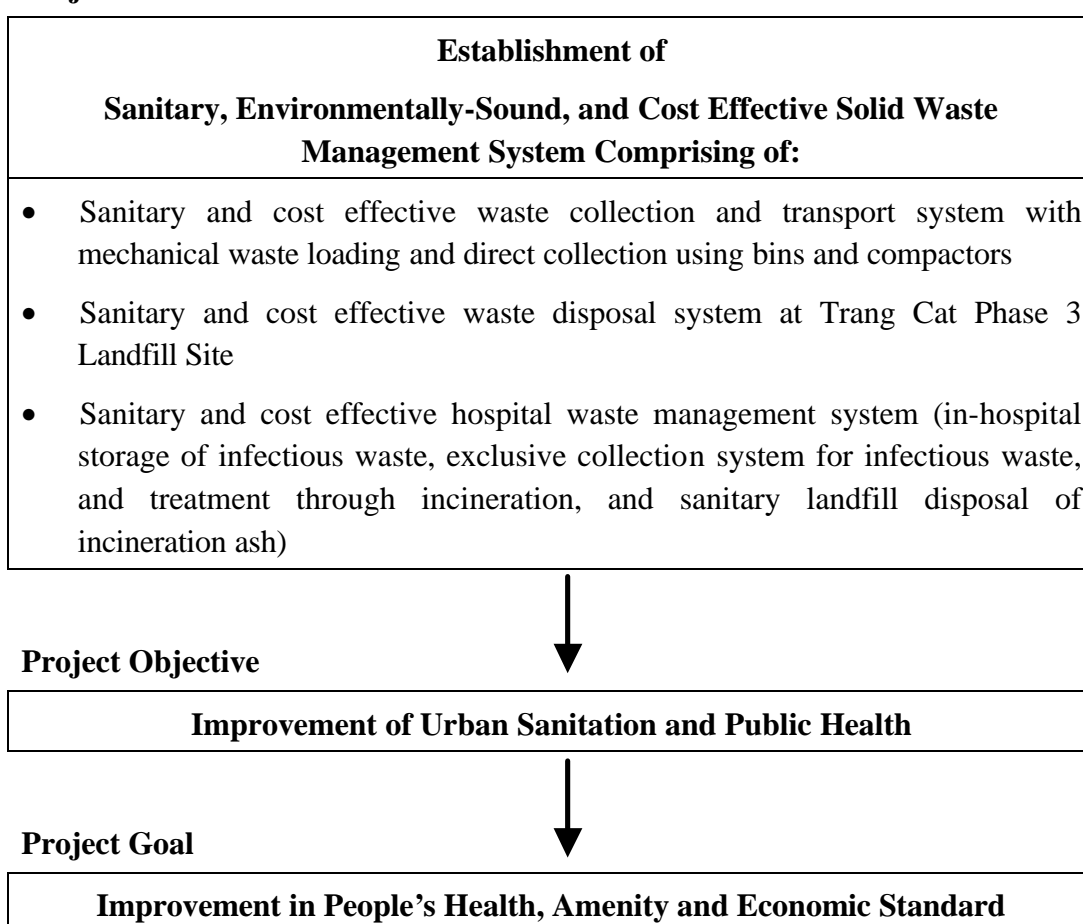 Establishment of
Sanitary, Environmentally-Sound, and Cost Effective Solid Waste
Management System Comprising of:
• Sanitary and cost effective waste collection and transport system with
mechanical waste loading and direct collection using bins and compactors
• Sanitary and cost effective waste disposal system at Trang Cat Phase 3
Landfill Site
• Sanitary and cost effective hospital waste management system (in-hospital
storage of infectious waste, exclusive collection system for infectious waste,
and treatment through incineration, and sanitary landfill disposal of
incineration ash)
Project Objective
Improvement of Urban Sanitation and Public Health
Project Goal
Improvement in People's Health, Amenity and Economic Standard